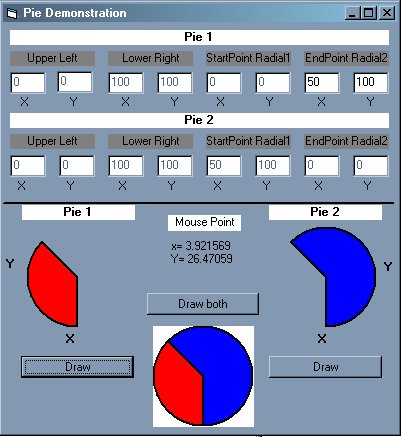 Pie Demonstration
Pie 1
Upper Left Lower Right StartPoint Radial1 EndPoint Radial2
0 0 100 100 0 0 50 100
X Y X Y X Y X Y
Pie 2
Upper Left Lower Right StartPoint Radial1 EndPoint Radial2
0 0 100 100 50 100 0 0
X Y X Y X Y X Y
Pie 1 Pie 2
Mouse Point
x= 3.921569
Y= 26.47059
Y Y
Draw both
X X
Draw Draw